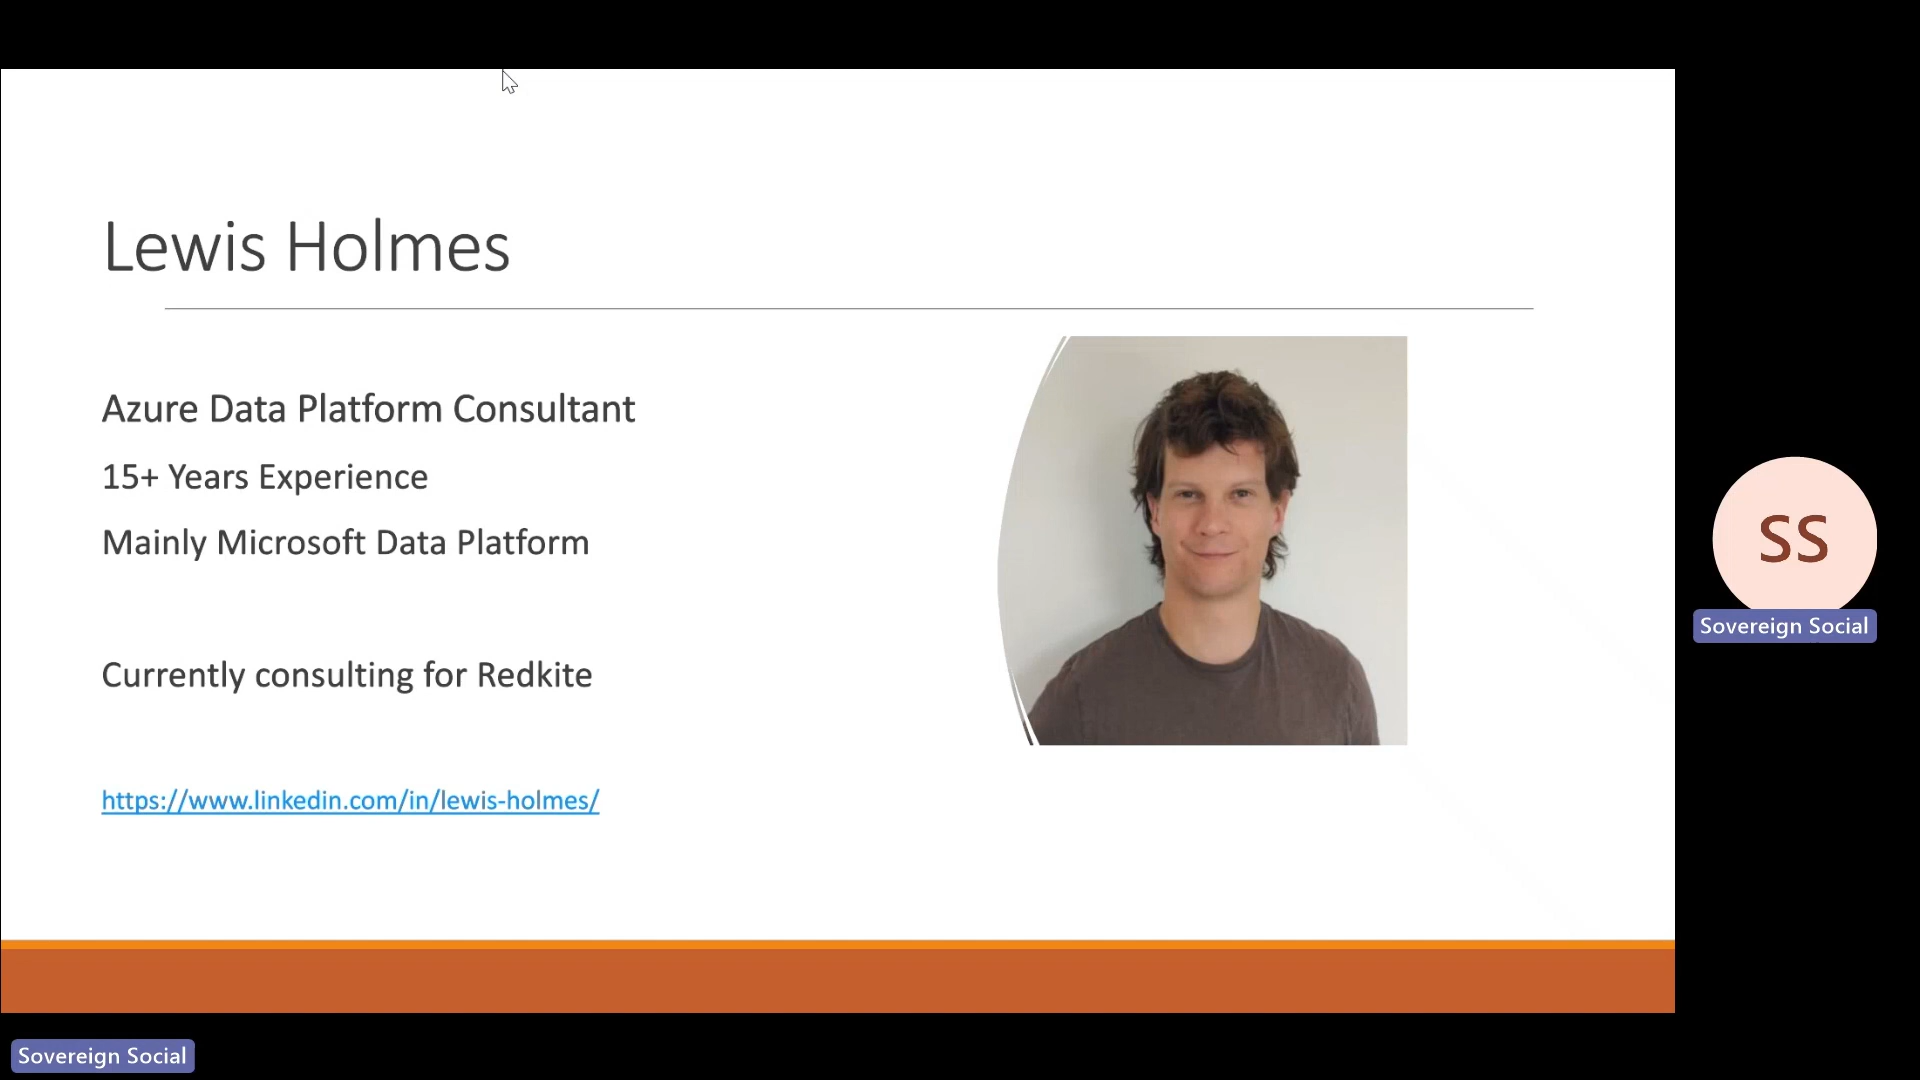 Lewis Holmes
Azure Data Platform Consultant
15+ Years Experience
Mainly Microsoft Data Platform
Currently consulting for Redkite
https://www.linkedin.com/in/lewis-holmes/
SS
Sovereign Social
Sovereign Social